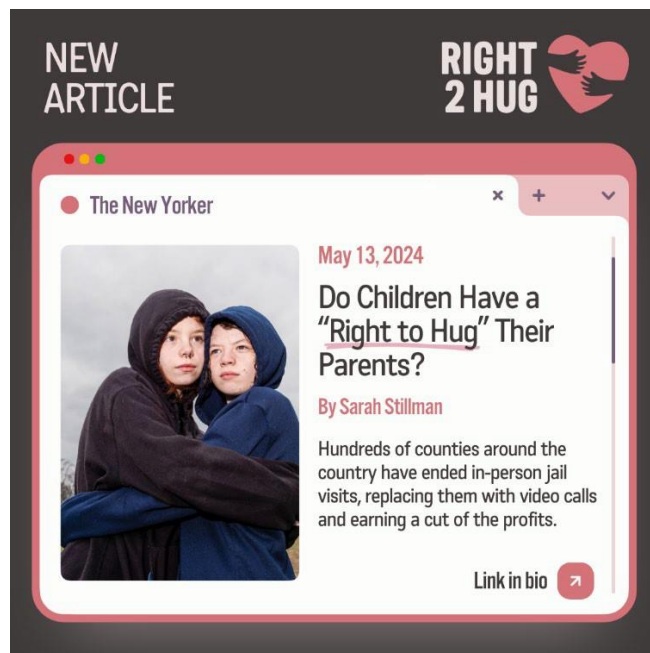 NEW
ARTICLE
RIGHT
2 HUG
The New Yorker
May 13, 2024
Do Children Have a
“Right to Hug” Their
Parents?
By Sarah Stillman
Hundreds of counties around the
country have ended in-person jail
visits, replacing them with video calls
and earning a cut of the profits.
Link in bio